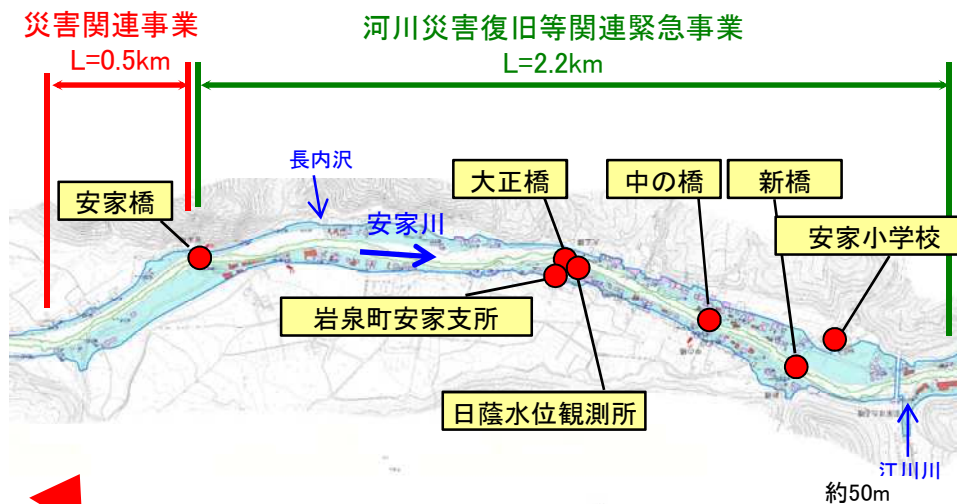 災害関連事業
L=0.5km
河川災害復旧等関連緊急事業
L=2.2km
長内沢
安家橋
大正橋
中の橋
新橋
安家川
安家小学校
岩泉町安家支所
日蔭水位観測所
江川川
約50m